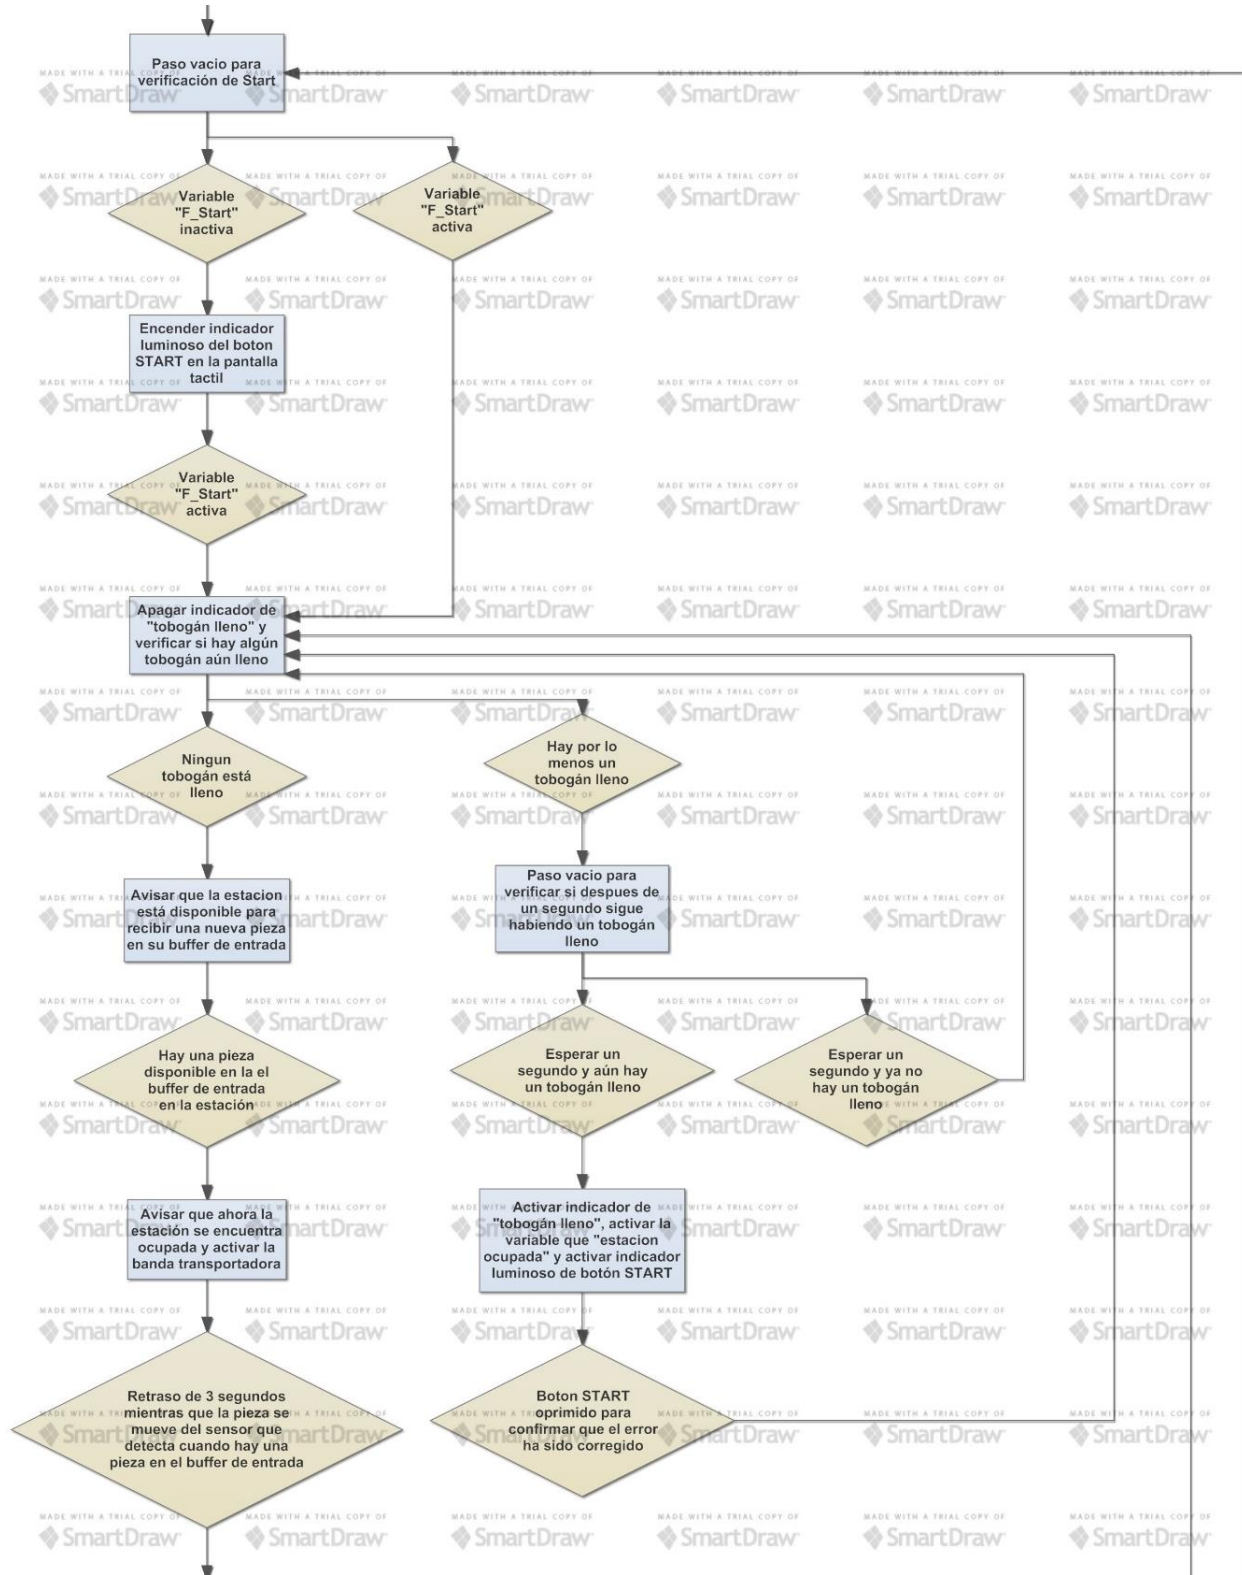 Paso vacio para
verificación de Start
Variable
"F_Start"
inactiva
Variable
"F_Start"
activa
Encender indicador
luminoso del boton
START en la pantalla
tactil
Variable
"F_Start"
activa
Apagar indicador de
"tobogán lleno" y
verificar si hay algún
tobogán aún lleno
Ningun
tobogán está
lleno
Hay por lo
menos un
tobogán lleno
Avisar que la estacion
está disponible para
recibir una nueva pieza
en su buffer de entrada
Paso vacio para
verificar si despues de
un segundo sigue
habiendo un tobogán
lleno
Hay una pieza
disponible en la el
buffer de entrada
en la estación
Esperar un
segundo y aún hay
un tobogán lleno
Esperar un
segundo y ya no
hay un tobogán
lleno
Avisar que ahora la
estación se encuentra
ocupada y activar la
banda transportadora
Activar indicador de
"tobogán lleno", activar la
variable que "estacion
ocupada" y activar indicador
luminoso de botón START
Retraso de 3 segundos
mientras que la pieza se
mueve del sensor que
detecta cuando hay una
pieza en el buffer de entrada
Boton START
oprimido para
confirmar que el error
ha sido corregido
MADE WITH A TRIAL COPY OF
SmartDraw